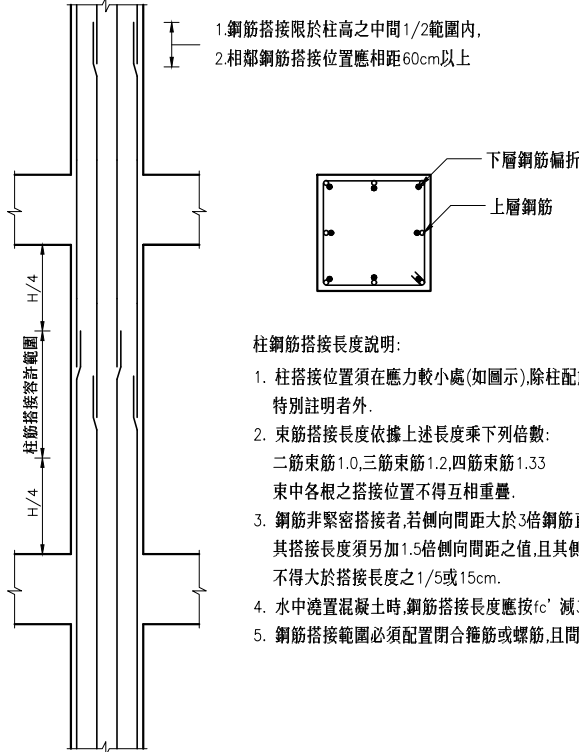 1.鋼筋搭接限於柱高之中間1/2範圍內,
2.相鄰鋼筋搭接位置應相距60cm以上
下層鋼筋偏折
上層鋼筋
H/4
柱筋搭接容許範圍
H/4
柱鋼筋搭接長度說明:
1. 柱搭接位置須在應力較小處(如圖示),除柱配
特別註明者外.
2. 束筋搭接長度依據上述長度乘下列倍數:
二筋束筋1.0,三筋束筋1.2,四筋束筋1.33
束中各根之搭接位置不得互相重疊.
3. 鋼筋非緊密搭接者,若側向間距大於3倍鋼筋
其搭接長度須另加1.5倍側向間距之值,且其側
不得大於搭接長度之1/5或15cm.
4. 水中澆置混凝土時,鋼筋搭接長度應按fc' 減
5. 鋼筋搭接範圍必須配置閉合箍筋或螺筋,且間